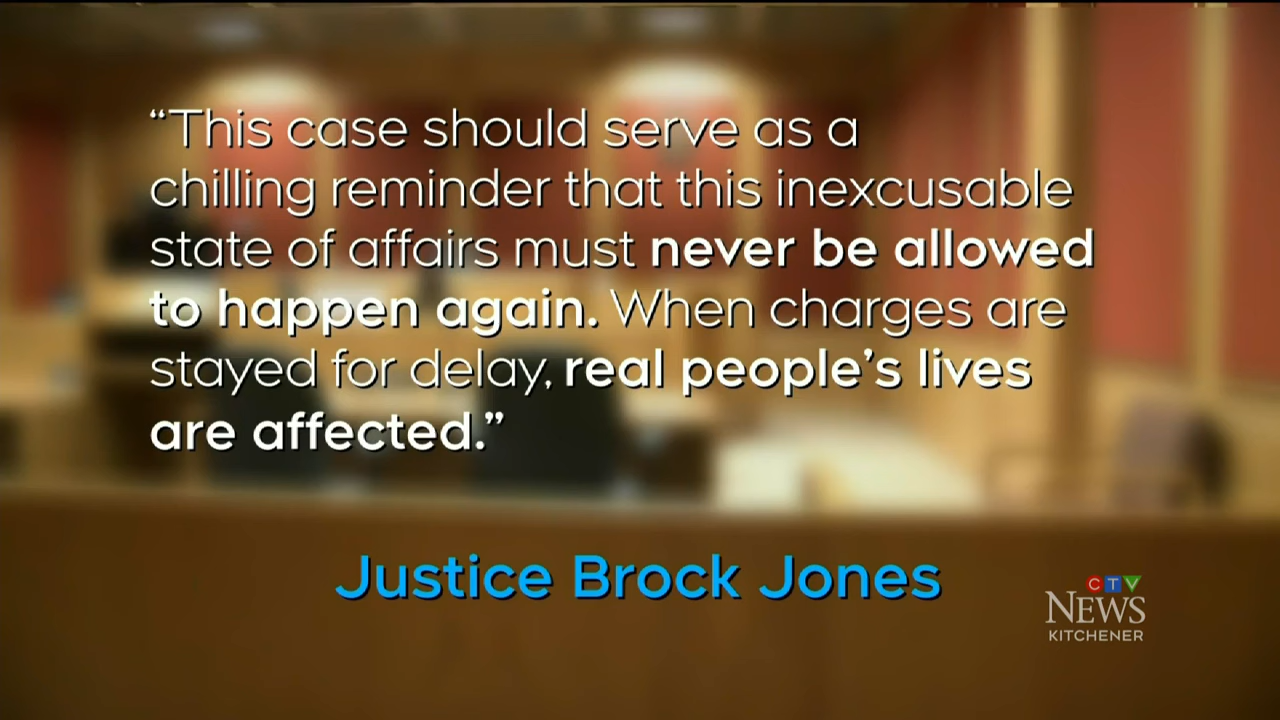 “This case should serve as a
chilling reminder that this inexcusable
state of affairs must never be allowed
to happen again. When charges are
stayed for delay, real people’s lives
are affected.”
Justice Brock Jones
CTV
NEWS
KITCHENER